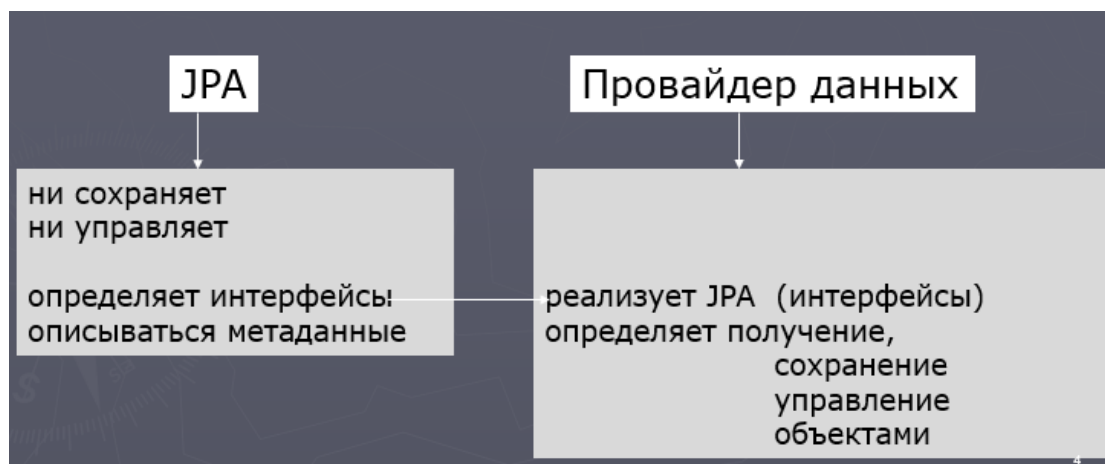 JPA
Провайдер данных
ни сохраняет
ни управляет
определяет интерфейсы
описываться метаданные
реализует JPA (интерфейсы)
определяет получение,
сохранение
управление
объектами
4